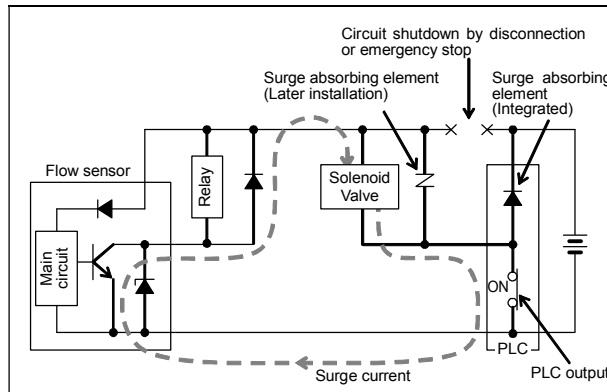 Circuit shutdown by disconnection
or emergency stop
Surge absorbing element
(Later installation)
Surge absorbing
element
(Integrated)
Flow sensor
Relay
Solenoid
Valve
Main
circuit
ON
PLC
PLC output
Surge current